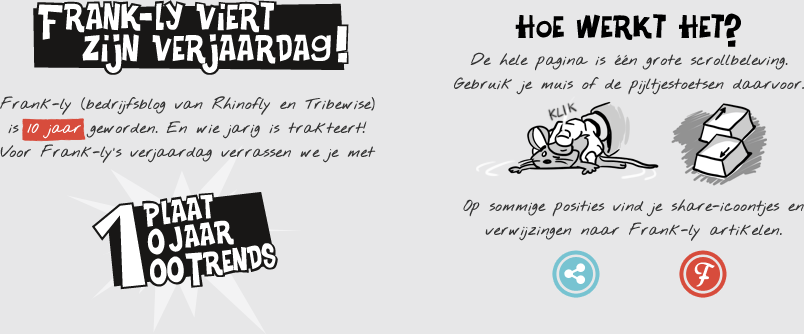 FRANK-LY VIERT
ZIJN VERJAARDAG!
Frank-ly (bedrijfsblog van Rhinofly en Tribewise)
is 10 jaar geworden. En wie jarig is trakteert!
Voor Frank-ly's verjaardag verrassen we je met
1 PLAAT
10 JAAR
100 TRENDS
HOE WERKT HET?
De hele pagina is één grote scrollbeleving.
Gebruik je muis of de pijltjestoetsen daarvoor.
KLIK
Op sommige posities vind je share-icoontjes en
verwijzingen naar Frank-ly artikelen.
F